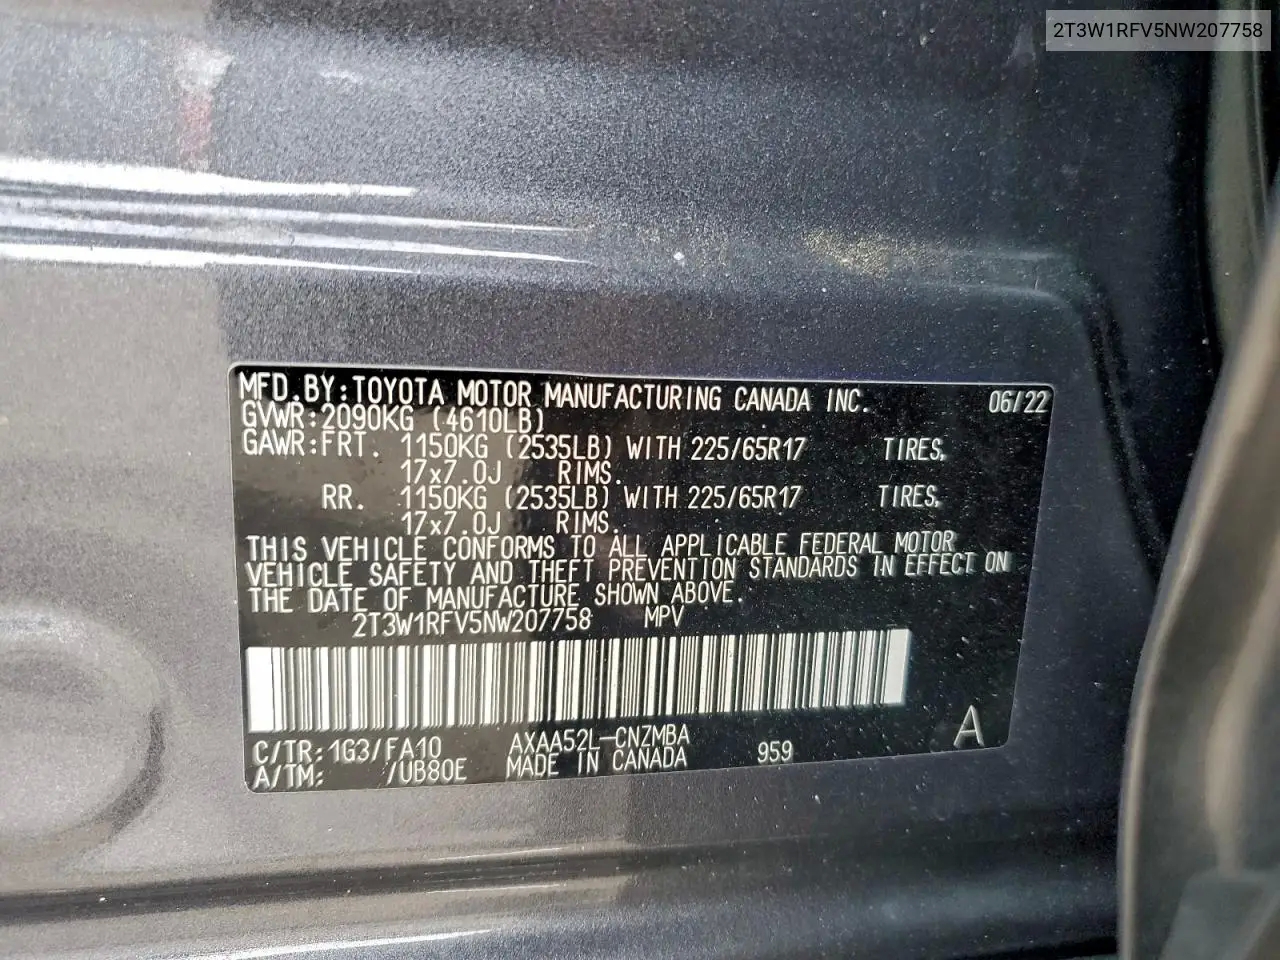 2T3W1RFV5NW207758
MFD.BY:TOYOTA MOTOR MANUFACTURING CANADA INC. 06/22
GVWR:2090KG (4610LB)
GAWR:FRT. 1150KG (2535LB) WITH 225/65R17 TIRES,
17x7.0J RIMS.
RR. 1150KG (2535LB) WITH 225/65R17 TIRES,
17x7.0J RIMS.
THIS VEHICLE CONFORMS TO ALL APPLICABLE FEDERAL MOTOR
VEHICLE SAFETY AND THEFT PREVENTION STANDARDS IN EFFECT ON
THE DATE OF MANUFACTURE SHOWN ABOVE.
2T3W1RFV5NW207758 MPV
C/TR:1G3/FA10 AXAA52L-CNZMBA
A/TM: /UB80E MADE IN CANADA 959 A